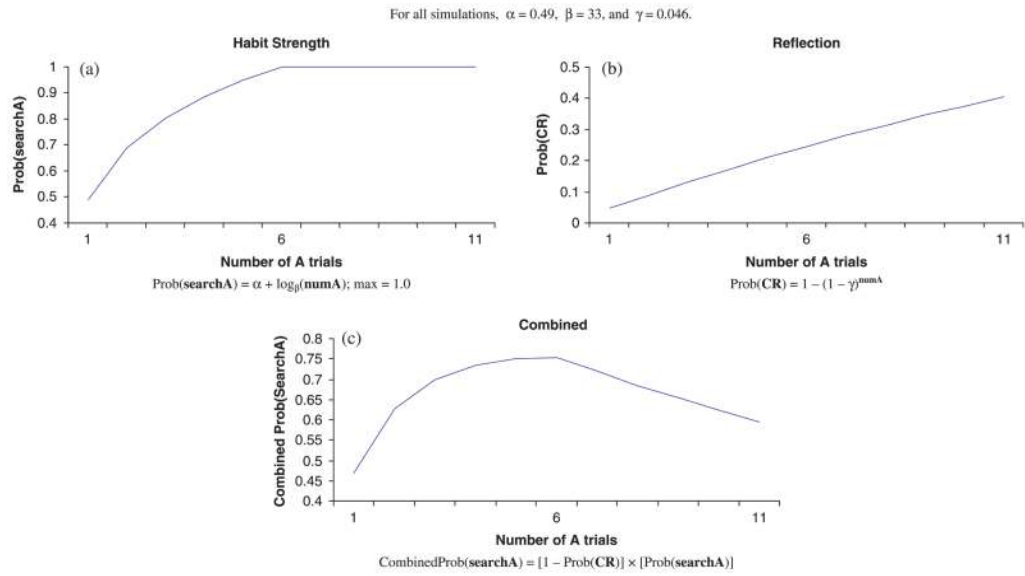 For all simulations, α = 0.49, β = 33, and γ = 0.046.
Habit Strength
(a)
Prob(searchA)
1
0.9
0.8
0.7
0.6
0.5
0.4
1 6 11
Number of A trials
Prob(searchA) = α + logβ(numA); max = 1.0
Reflection
(b)
Prob(CR)
0.5
0.4
0.3
0.2
0.1
0
1 6 11
Number of A trials
Prob(CR) = 1 – (1 – γ)^numA
Combined
(c)
Combined Prob(SearchA)
0.8
0.75
0.7
0.65
0.6
0.55
0.5
0.45
0.4
1 6 11
Number of A trials
CombinedProb(searchA) = [1 – Prob(CR)] × [Prob(searchA)]